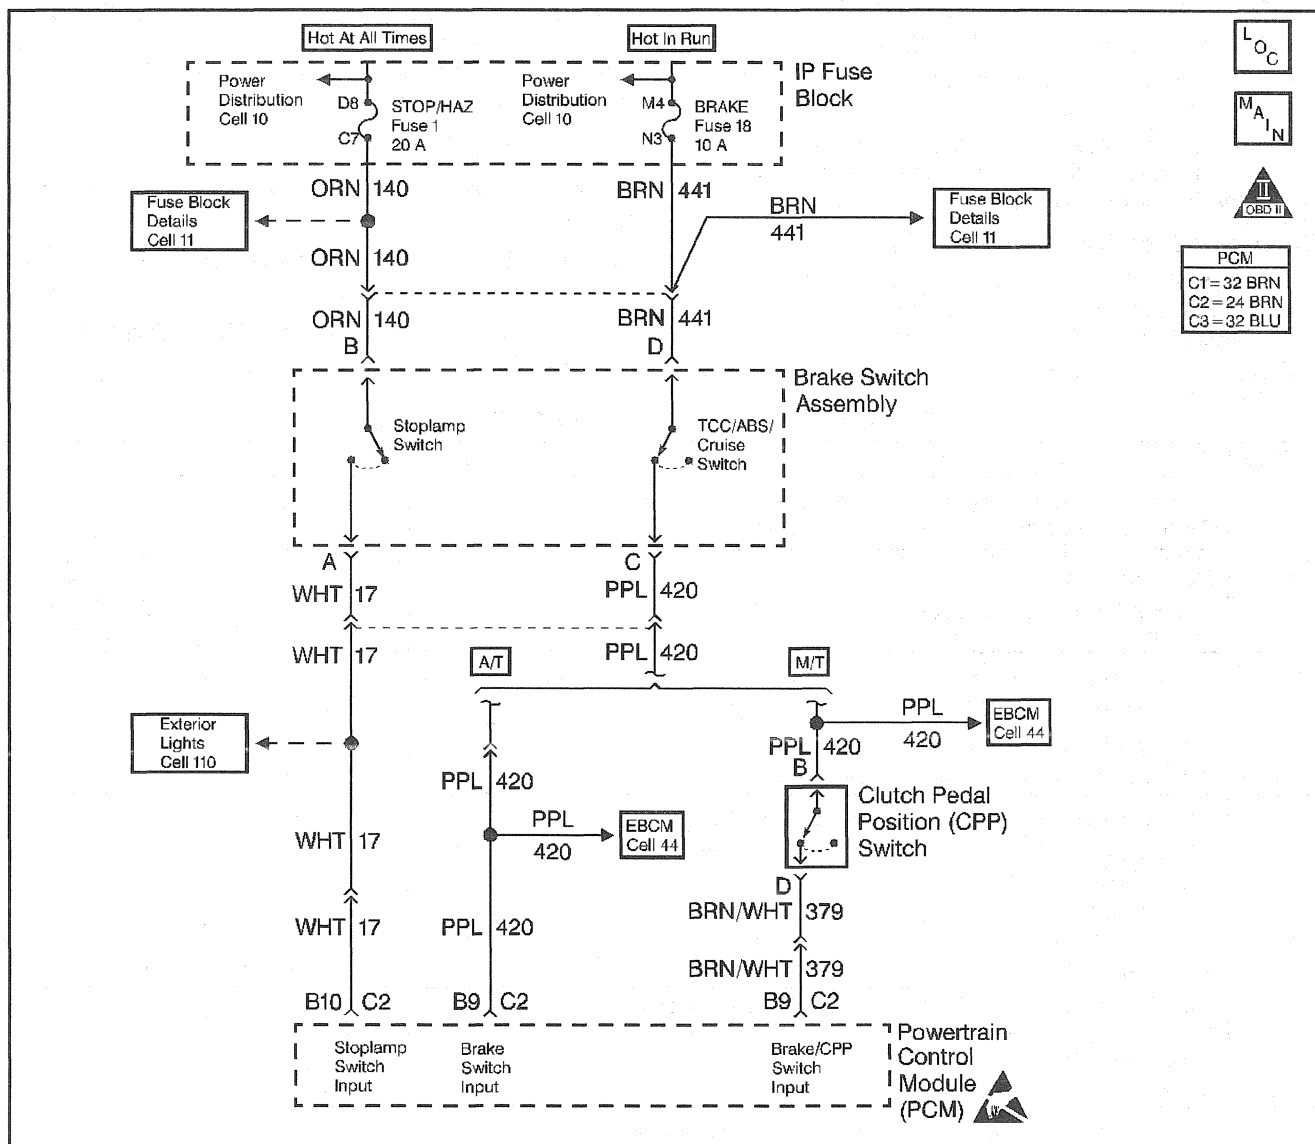 Hot At All Times
Hot In Run
L
O
C
IP Fuse
Block
Power
Distribution
Cell 10
D8
C7
STOP/HAZ
Fuse 1
20 A
Power
Distribution
Cell 10
M4
N3
BRAKE
Fuse 18
10 A
M
A
I
N
II
OBD II
ORN 140
BRN 441
Fuse Block
Details
Cell 11
BRN
441
Fuse Block
Details
Cell 11
ORN 140
PCM
C1=32 BRN
C2=24 BRN
C3=32 BLU
ORN 140
BRN 441
B
D
Brake Switch
Assembly
Stoplamp
Switch
TCC/ABS/
Cruise
Switch
A
C
WHT 17
PPL 420
WHT 17
PPL 420
A/T
M/T
Exterior
Lights
Cell 110
PPL
420
EBCM
Cell 44
PPL 420
B
PPL 420
Clutch Pedal
Position (CPP)
Switch
PPL
420
EBCM
Cell 44
WHT 17
D
BRN/WHT 379
WHT 17
PPL 420
BRN/WHT 379
B10 C2
B9 C2
B9 C2
Stoplamp
Switch
Input
Brake
Switch
Input
Brake/CPP
Switch
Input
Powertrain
Control
Module
(PCM)